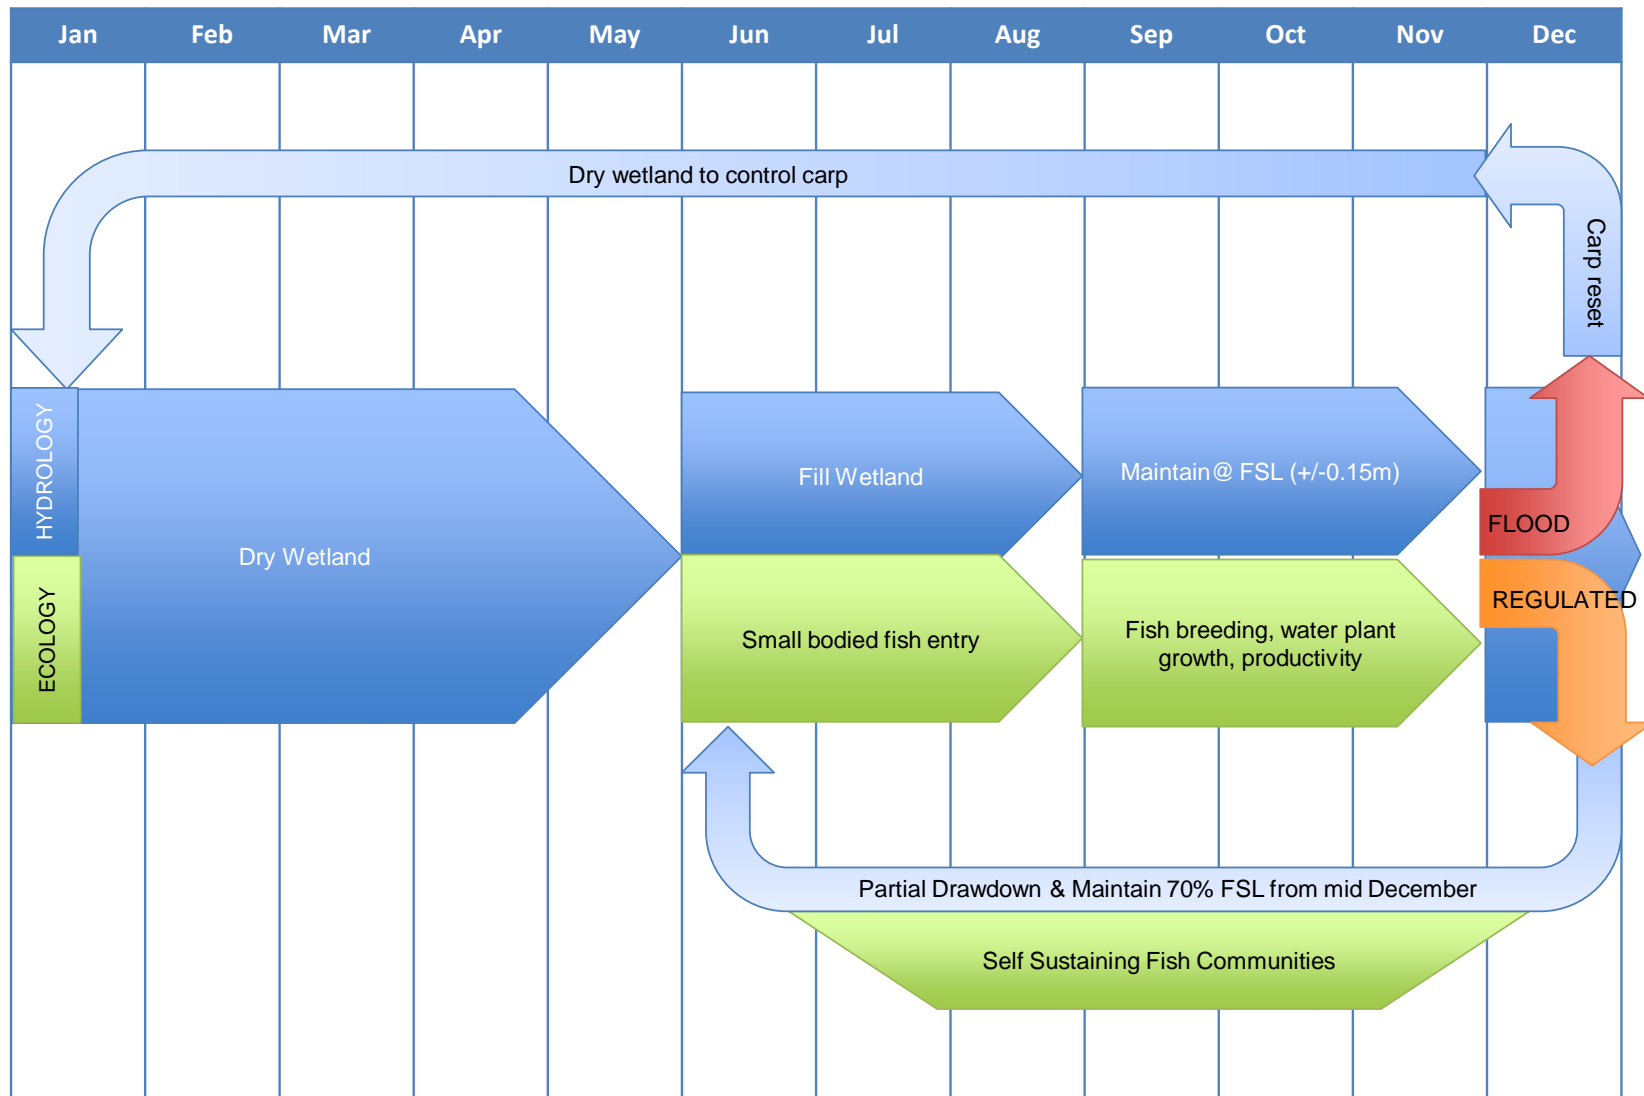 Jan Feb Mar Apr May Jun Jul Aug Sep Oct Nov Dec
Dry wetland to control carp
Carp reset
HYDROLOGY
ECOLOGY
Dry Wetland
Fill Wetland
Maintain@ FSL (+/-0.15m)
FLOOD
REGULATED
Small bodied fish entry
Fish breeding, water plant
growth, productivity
Partial Drawdown & Maintain 70% FSL from mid December
Self Sustaining Fish Communities